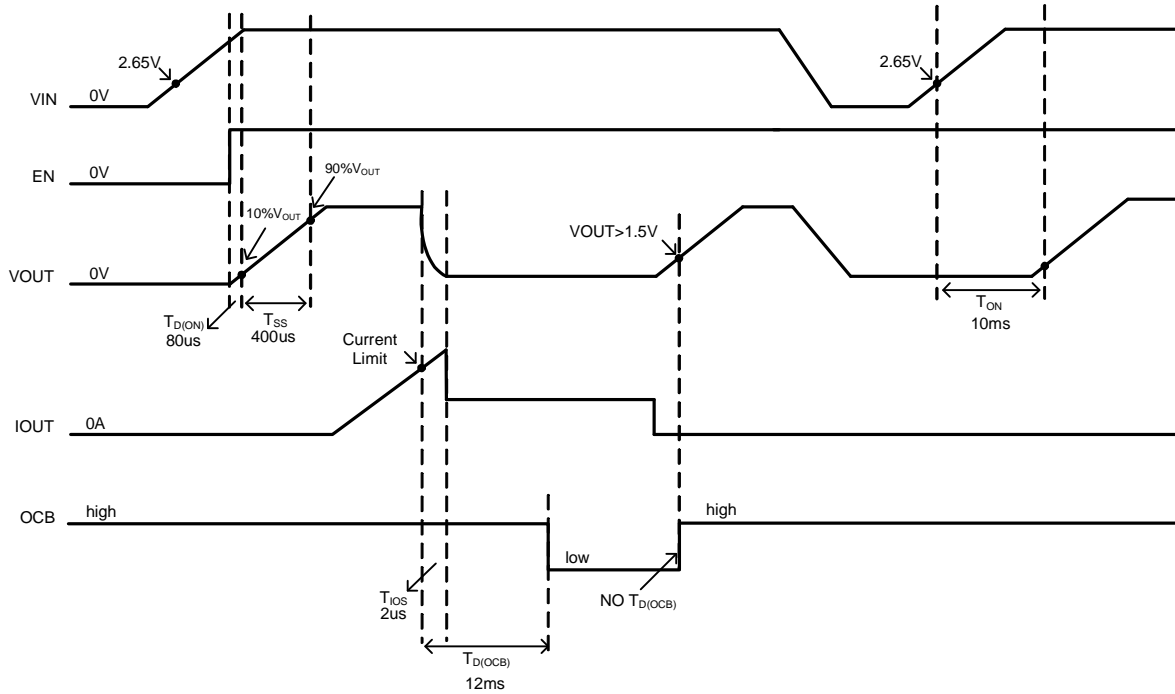 2.65V
2.65V
VIN
0V
EN
0V
90%VOUT
10%VOUT
VOUT>1.5V
VOUT
0V
TD(ON)
80us
TSS
400us
TON
10ms
Current
Limit
IOUT
0A
OCB
high
high
low
TIOS
2us
NO TD(OCB)
TD(OCB)
12ms